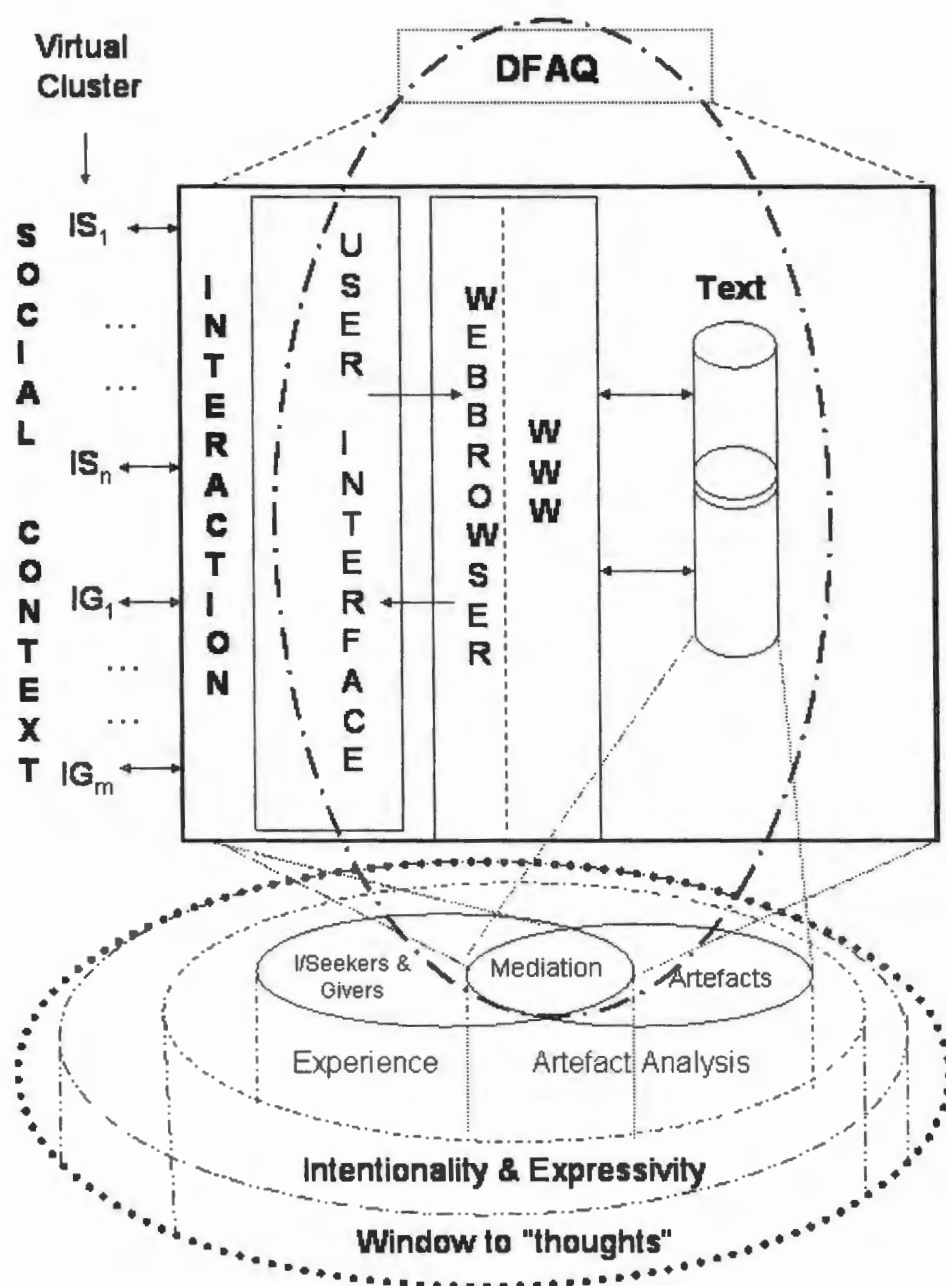 Virtual
Cluster
DFAQ
SOCIAL CONTEXT
IS1
...
...
ISn
IG1
...
...
IGm
INTERACTION
USER INTERFACE
WEBBROWSER
WWW
Text
I/Seekers &
Givers
Mediation
Artefacts
Experience
Artefact Analysis
Intentionality & Expressivity
Window to "thoughts"